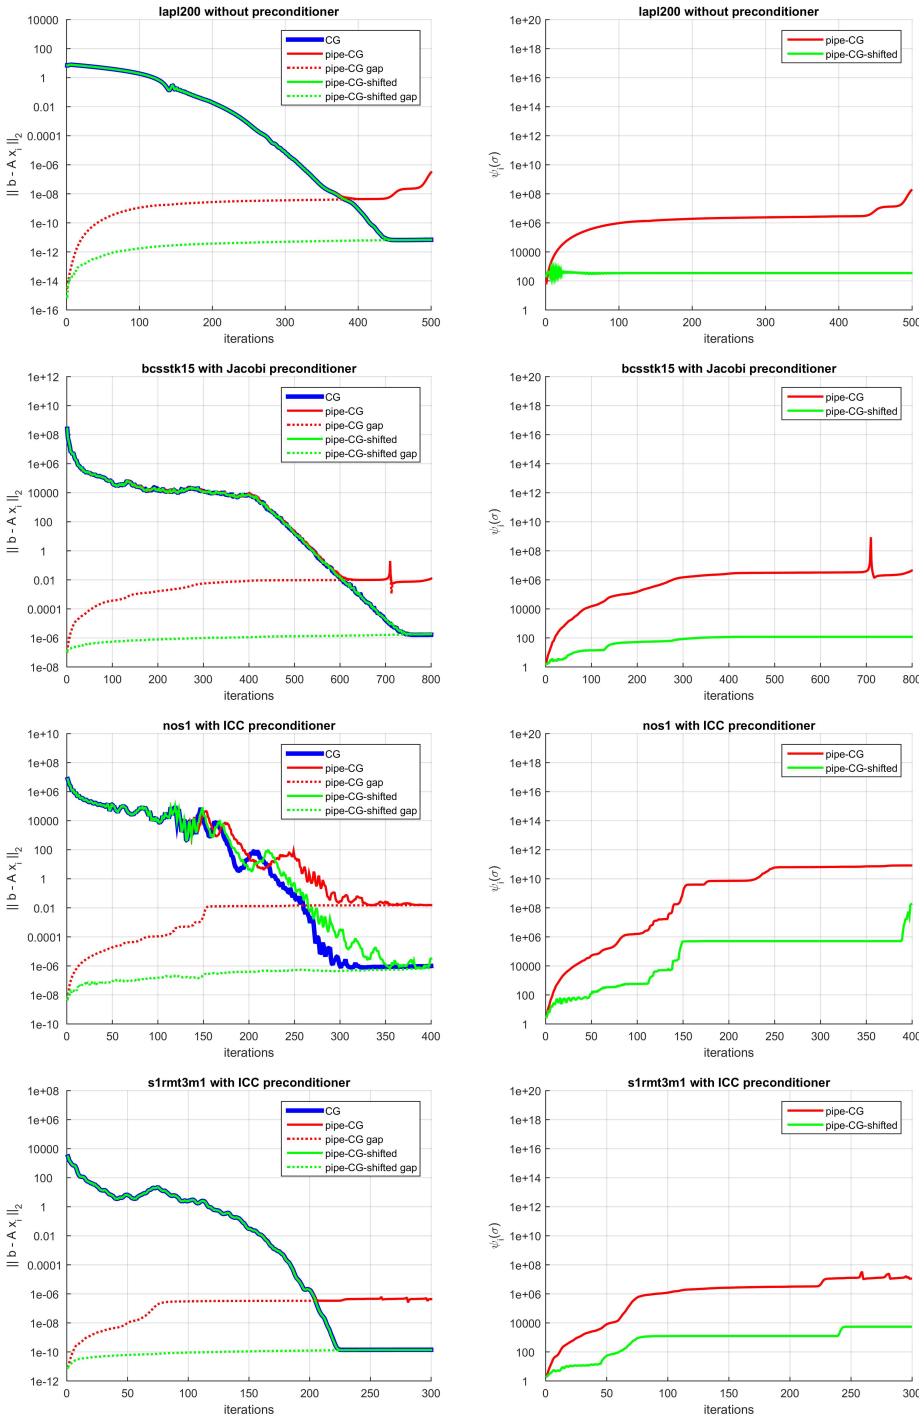 lapl200 without preconditioner
10000
100
1
0.01
0.0001
1e-06
1e-08
1e-10
1e-12
1e-14
1e-16
|| b - A x_i ||_2
CG
pipe-CG
pipe-CG gap
pipe-CG-shifted
pipe-CG-shifted gap
0 100 200 300 400 500
iterations
lapl200 without preconditioner
1e+20
1e+18
1e+16
1e+14
1e+12
1e+10
1e+08
1e+06
10000
100
1
ψ_i(σ)
pipe-CG
pipe-CG-shifted
0 100 200 300 400 500
iterations
bcsstk15 with Jacobi preconditioner
1e+12
1e+10
1e+08
1e+06
10000
100
1
0.01
0.0001
1e-06
1e-08
|| b - A x_i ||_2
CG
pipe-CG
pipe-CG gap
pipe-CG-shifted
pipe-CG-shifted gap
0 100 200 300 400 500 600 700 800
iterations
bcsstk15 with Jacobi preconditioner
1e+20
1e+18
1e+16
1e+14
1e+12
1e+10
1e+08
1e+06
10000
100
1
ψ_i(σ)
pipe-CG
pipe-CG-shifted
0 100 200 300 400 500 600 700 800
iterations
nos1 with ICC preconditioner
1e+10
1e+08
1e+06
10000
100
1
0.01
0.0001
1e-06
1e-08
1e-10
|| b - A x_i ||_2
CG
pipe-CG
pipe-CG gap
pipe-CG-shifted
pipe-CG-shifted gap
0 50 100 150 200 250 300 350 400
iterations
nos1 with ICC preconditioner
1e+20
1e+18
1e+16
1e+14
1e+12
1e+10
1e+08
1e+06
10000
100
1
ψ_i(σ)
pipe-CG
pipe-CG-shifted
0 50 100 150 200 250 300 350 400
iterations
s1rmt3m1 with ICC preconditioner
1e+08
1e+06
10000
100
1
0.01
0.0001
1e-06
1e-08
1e-10
1e-12
|| b - A x_i ||_2
CG
pipe-CG
pipe-CG gap
pipe-CG-shifted
pipe-CG-shifted gap
0 50 100 150 200 250 300
iterations
s1rmt3m1 with ICC preconditioner
1e+20
1e+18
1e+16
1e+14
1e+12
1e+10
1e+08
1e+06
10000
100
1
ψ_i(σ)
pipe-CG
pipe-CG-shifted
0 50 100 150 200 250 300
iterations